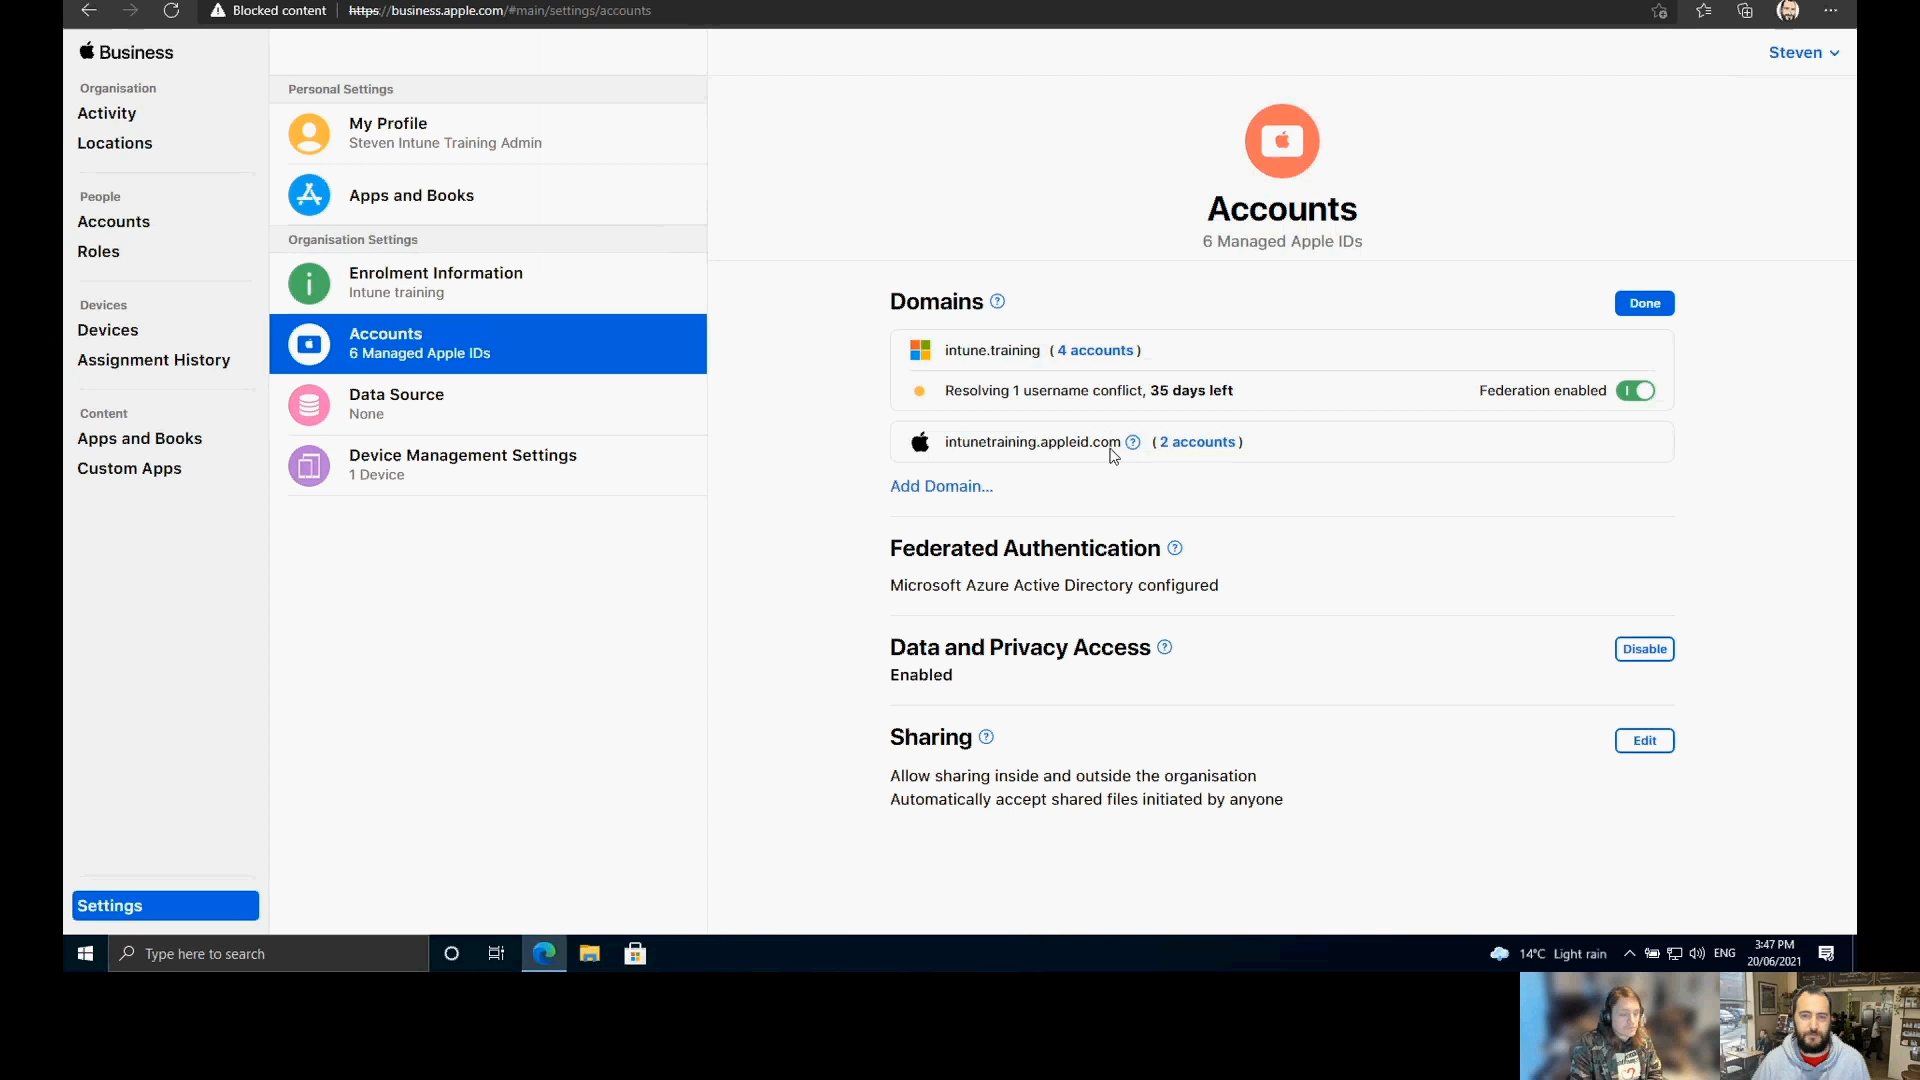 Blocked content
https://business.apple.com/#main/settings/accounts
Business
Steven
Organisation
Activity
Locations
People
Accounts
Roles
Devices
Devices
Assignment History
Content
Apps and Books
Custom Apps
Settings
Personal Settings
My Profile
Steven Intune Training Admin
Apps and Books
Organisation Settings
Enrolment Information
Intune training
Accounts
6 Managed Apple IDs
Data Source
None
Device Management Settings
1 Device
Accounts
6 Managed Apple IDs
Domains
Done
intune.training (4 accounts)
Resolving 1 username conflict, 35 days left
Federation enabled
intunetraining.appleid.com (2 accounts)
Add Domain...
Federated Authentication
Microsoft Azure Active Directory configured
Data and Privacy Access
Disable
Enabled
Sharing
Edit
Allow sharing inside and outside the organisation
Automatically accept shared files initiated by anyone
Type here to search
14°C Light rain
ENG
3:47 PM
20/06/2021